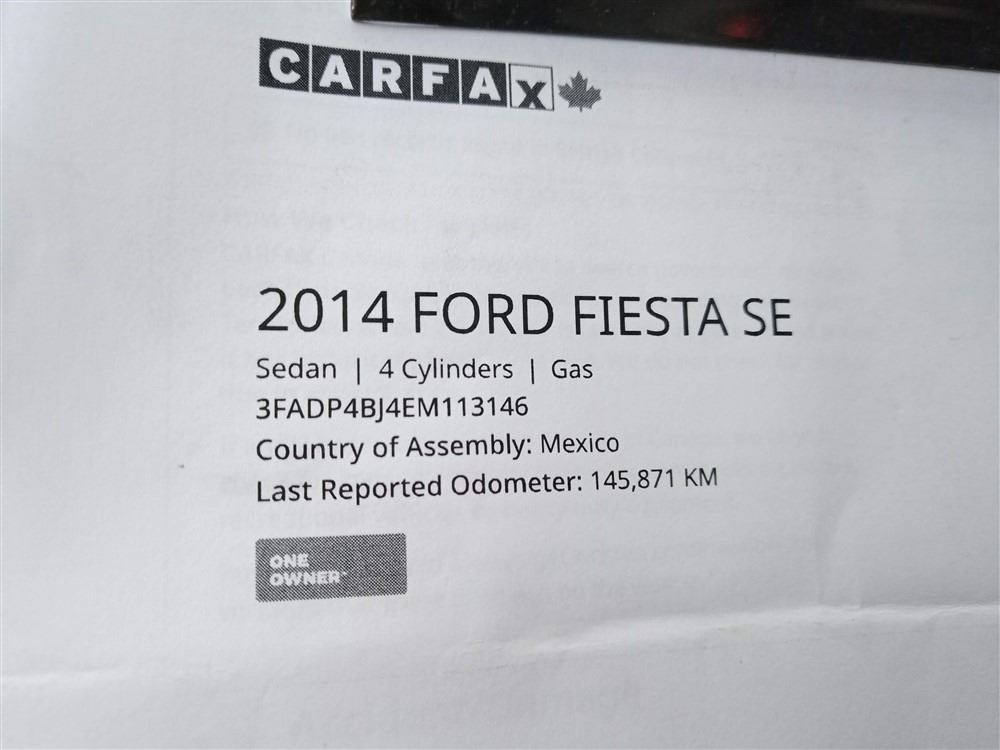 CARFAX
2014 FORD FIESTA SE
Sedan | 4 Cylinders | Gas
3FADP4BJ4EM113146
Country of Assembly: Mexico
Last Reported Odometer: 145,871 KM
ONE
OWNER™